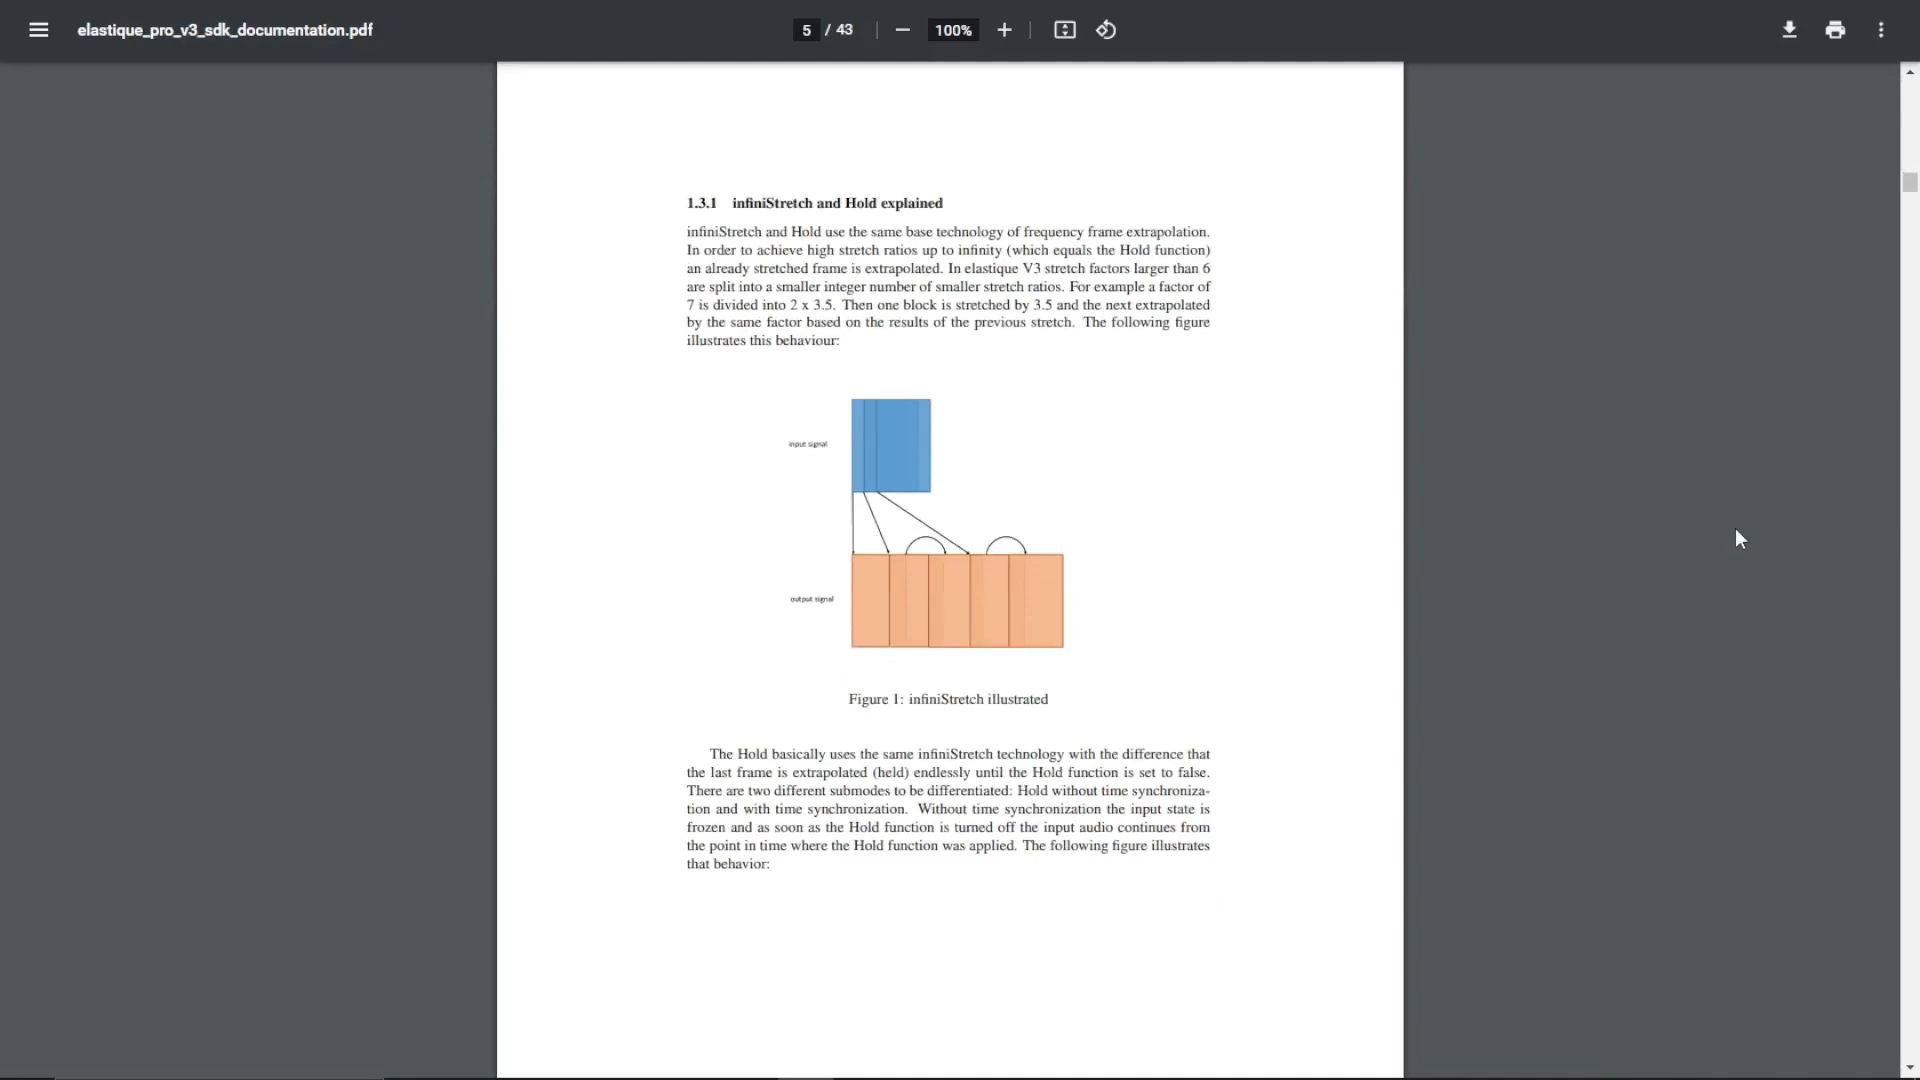 elastique_pro_v3_sdk_documentation.pdf
5 / 43
100%
1.3.1 infiniStretch and Hold explained
infiniStretch and Hold use the same base technology of frequency frame extrapolation.
In order to achieve high stretch ratios up to infinity (which equals the Hold function)
an already stretched frame is extrapolated. In elastique V3 stretch factors larger than 6
are split into a smaller integer number of smaller stretch ratios. For example a factor of
7 is divided into 2 x 3.5. Then one block is stretched by 3.5 and the next extrapolated
by the same factor based on the results of the previous stretch. The following figure
illustrates this behaviour:
input signal
output signal
Figure 1: infiniStretch illustrated
The Hold basically uses the same infiniStretch technology with the difference that
the last frame is extrapolated (held) endlessly until the Hold function is set to false.
There are two different submodes to be differentiated: Hold without time synchroniza-
tion and with time synchronization. Without time synchronization the input state is
frozen and as soon as the Hold function is turned off the input audio continues from
the point in time where the Hold function was applied. The following figure illustrates
that behavior: